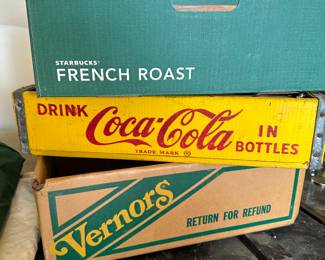 STARBUCKS®
FRENCH ROAST
DRINK Coca-Cola IN BOTTLES
TRADE MARK ®
Vernors
RETURN FOR REFUND